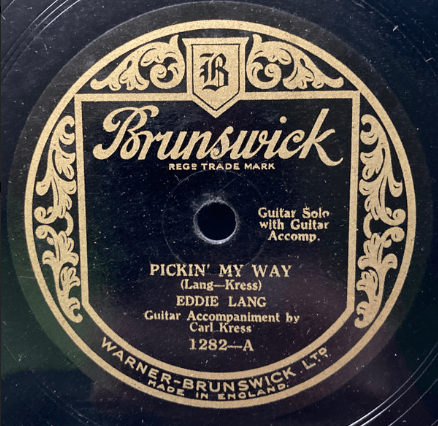 B
Brunswick
REGD TRADE MARK
Guitar Solo
with Guitar
Accomp.
PICKIN' MY WAY
(Lang—Kress)
EDDIE LANG
Guitar Accompaniment by
Carl Kress
1282—A
WARNER-BRUNSWICK LTD
MADE IN ENGLAND.